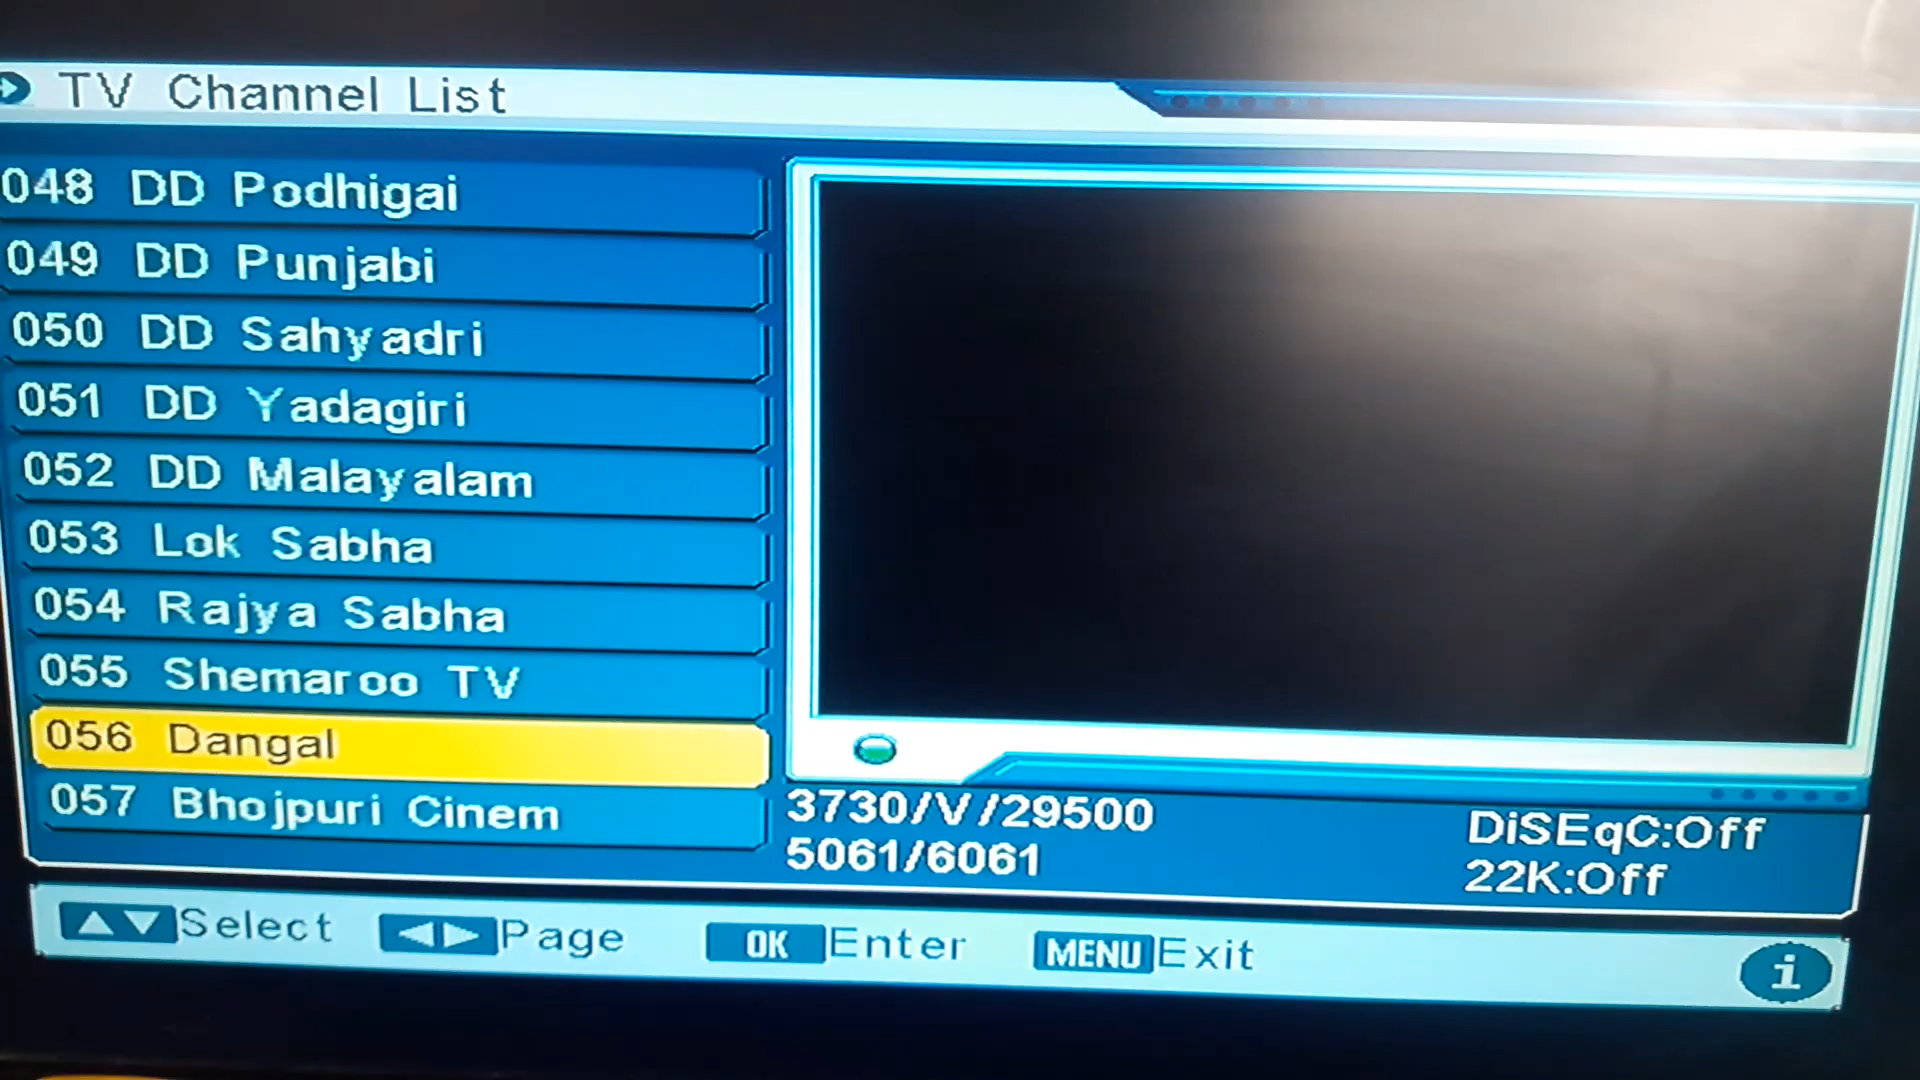 TV Channel List
048 DD Podhigai
049 DD Punjabi
050 DD Sahyadri
051 DD Yadagiri
052 DD Malayalam
053 Lok Sabha
054 Rajya Sabha
055 Shemaroo TV
056 Dangal
057 Bhojpuri Cinem
3730/V/29500
5061/6061
DiSEqC:Off
22K:Off
Select Page OK Enter MENU Exit i